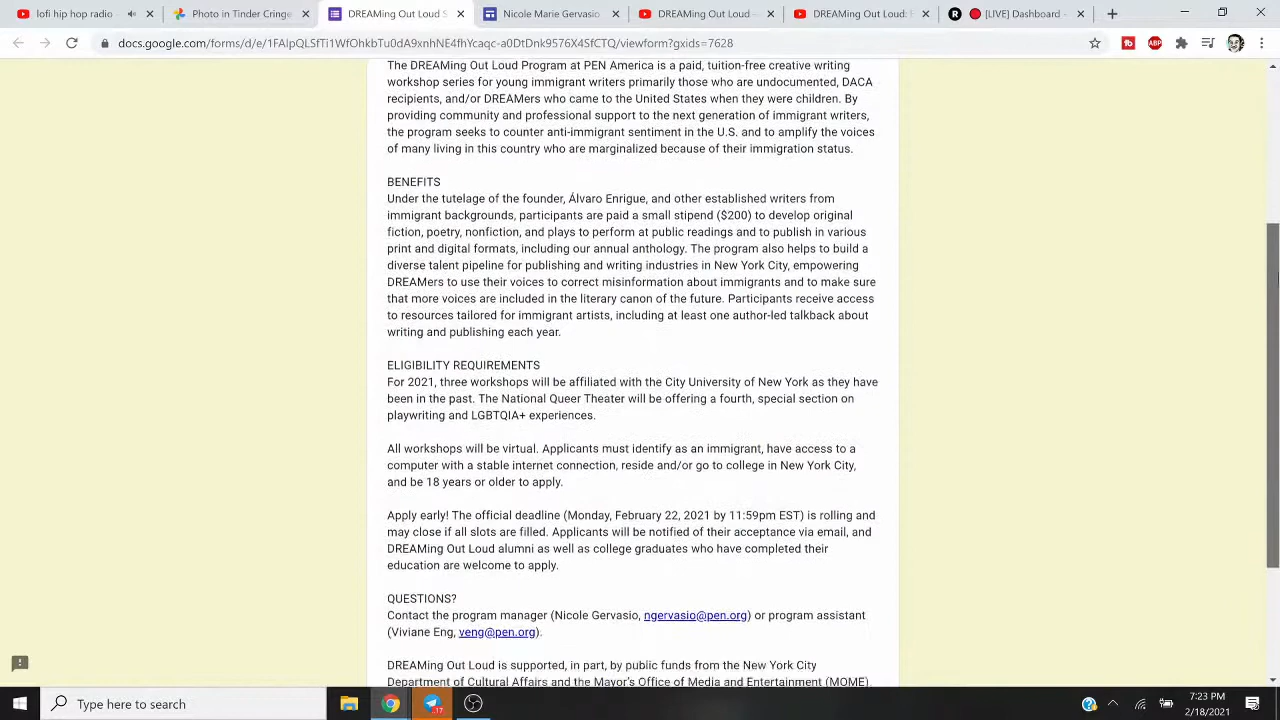 lofi hip hop radio
Photo in Tinder Cringe
DREAMing Out Loud S
Nicole Marie Gervasio
DREAMing Out Loud
DREAMing Out Loud: E
R
[LIVE] Dashboard -
docs.google.com/forms/d/e/1FAIpQLSfTi1WfOhkbTu0dA9xnhNE4fhYcaqc-a0DtDnk9576X4SfCTQ/viewform?gxids=7628
ABP
The DREAMing Out Loud Program at PEN America is a paid, tuition-free creative writing
workshop series for young immigrant writers primarily those who are undocumented, DACA
recipients, and/or DREAMers who came to the United States when they were children. By
providing community and professional support to the next generation of immigrant writers,
the program seeks to counter anti-immigrant sentiment in the U.S. and to amplify the voices
of many living in this country who are marginalized because of their immigration status.
BENEFITS
Under the tutelage of the founder, Álvaro Enrigue, and other established writers from
immigrant backgrounds, participants are paid a small stipend ($200) to develop original
fiction, poetry, nonfiction, and plays to perform at public readings and to publish in various
print and digital formats, including our annual anthology. The program also helps to build a
diverse talent pipeline for publishing and writing industries in New York City, empowering
DREAMers to use their voices to correct misinformation about immigrants and to make sure
that more voices are included in the literary canon of the future. Participants receive access
to resources tailored for immigrant artists, including at least one author-led talkback about
writing and publishing each year.
ELIGIBILITY REQUIREMENTS
For 2021, three workshops will be affiliated with the City University of New York as they have
been in the past. The National Queer Theater will be offering a fourth, special section on
playwriting and LGBTQIA+ experiences.
All workshops will be virtual. Applicants must identify as an immigrant, have access to a
computer with a stable internet connection, reside and/or go to college in New York City,
and be 18 years or older to apply.
Apply early! The official deadline (Monday, February 22, 2021 by 11:59pm EST) is rolling and
may close if all slots are filled. Applicants will be notified of their acceptance via email, and
DREAMing Out Loud alumni as well as college graduates who have completed their
education are welcome to apply.
QUESTIONS?
Contact the program manager (Nicole Gervasio, ngervasio@pen.org) or program assistant
(Viviane Eng, veng@pen.org).
DREAMing Out Loud is supported, in part, by public funds from the New York City
Department of Cultural Affairs and the Mayor's Office of Media and Entertainment (MOME)
Type here to search
17
7:23 PM
2/18/2021